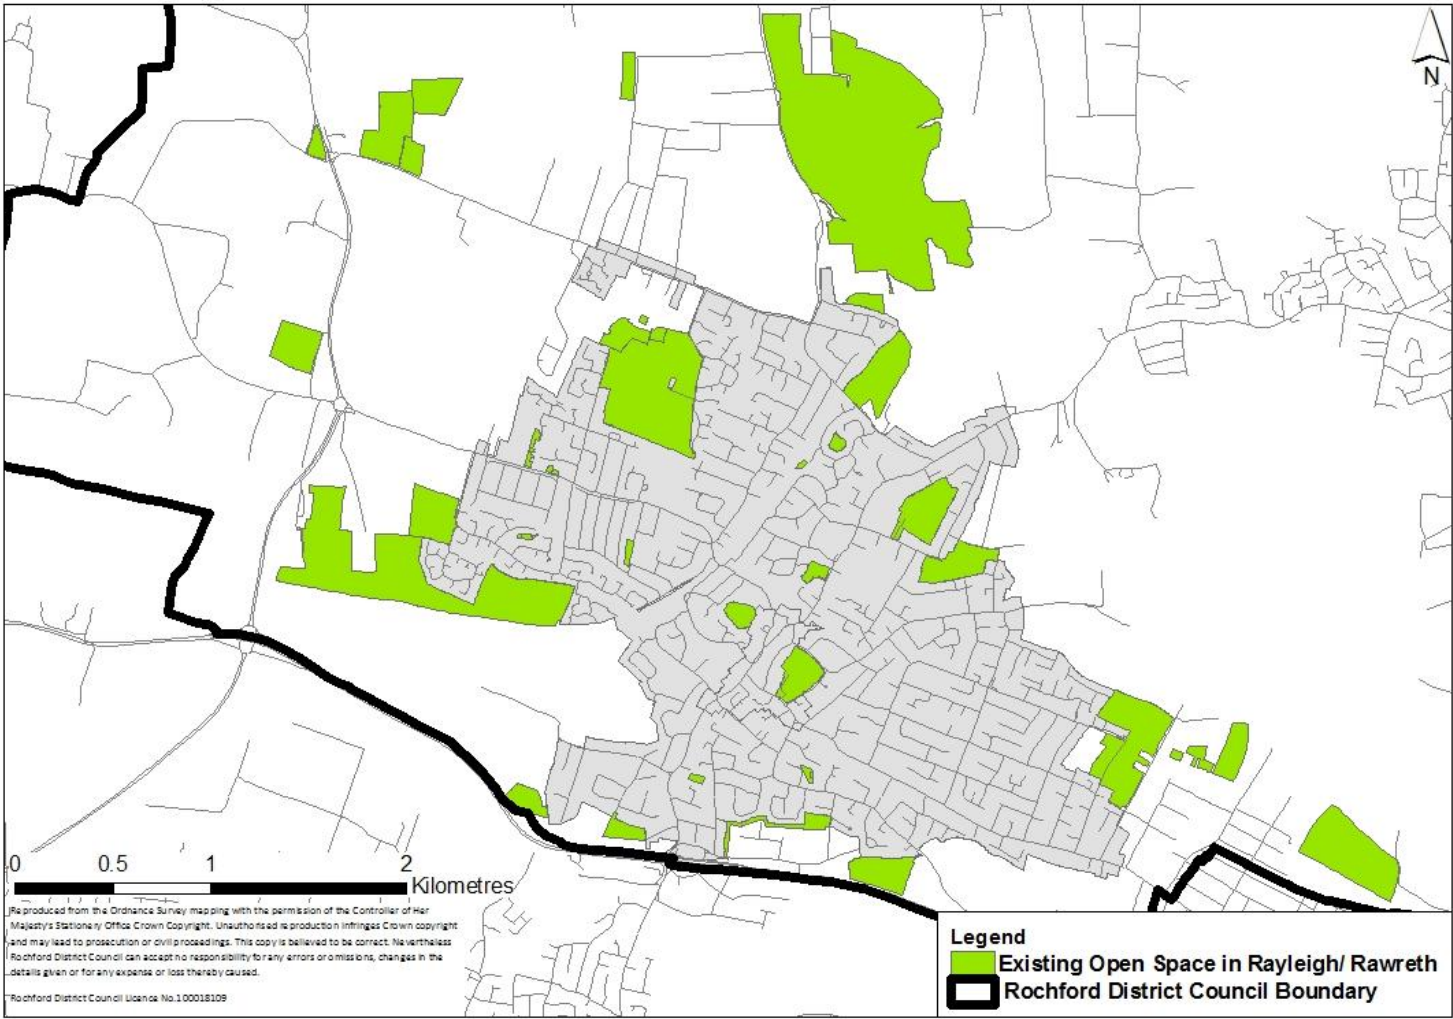 N
0 0.5 1 2
Kilometres
Reproduced from the Ordnance Survey mapping with the permission of the Controller of Her
Majesty's Stationery Office Crown Copyright. Unauthorised reproduction infringes Crown copyright
and may lead to prosecution or civil proceedings. This copy is believed to be correct. Nevertheless
Rochford District Council can accept no responsibility for any errors or omissions, changes in the
details given or for any expense or loss thereby caused.
Rochford District Council Licence No.100018109
Legend
Existing Open Space in Rayleigh/ Rawreth
Rochford District Council Boundary